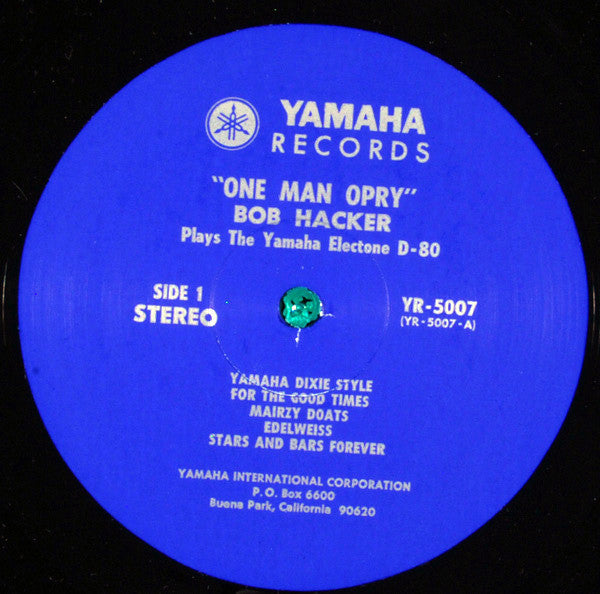 YAMAHA
RECORDS
"ONE MAN OPRY"
BOB HACKER
Plays The Yamaha Electone D-80
SIDE 1
STEREO
YR-5007
(YR-5007-A)
YAMAHA DIXIE STYLE
FOR THE GOOD TIMES
MAIRZY DOATS
EDELWEISS
STARS AND BARS FOREVER
YAMAHA INTERNATIONAL CORPORATION
P.O. Box 6600
Buena Park, California 90620